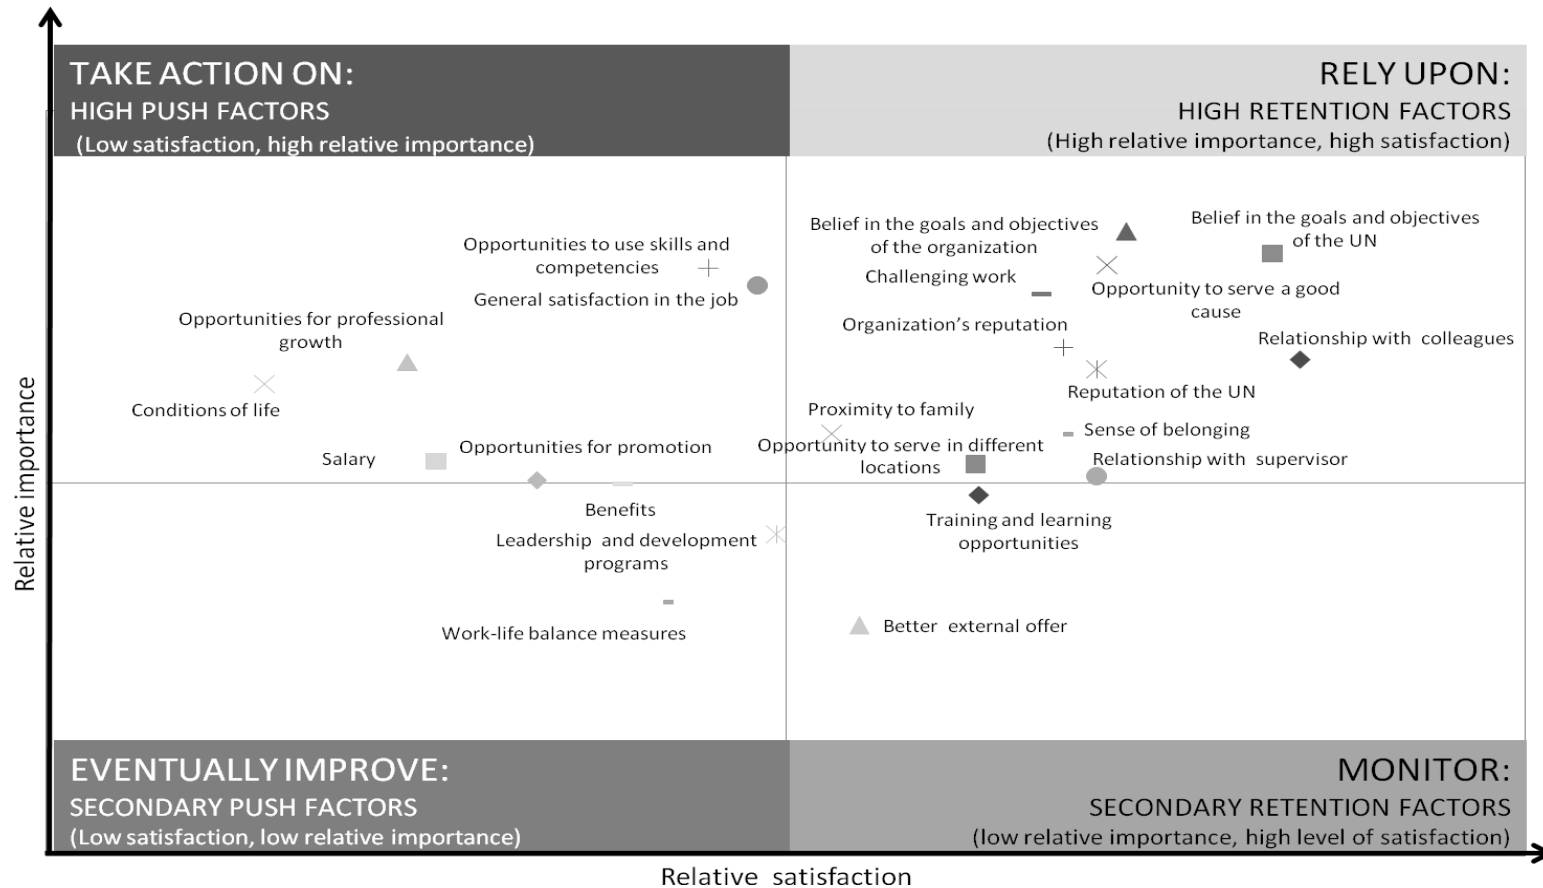 TAKE ACTION ON:
HIGH PUSH FACTORS
(Low satisfaction, high relative importance)
RELY UPON:
HIGH RETENTION FACTORS
(High relative importance, high satisfaction)
Opportunities to use skills and
competencies
General satisfaction in the job
Opportunities for professional
growth
Conditions of life
Salary
Opportunities for promotion
Belief in the goals and objectives
of the organization
Belief in the goals and objectives
of the UN
Challenging work
Opportunity to serve a good
cause
Organization's reputation
Relationship with colleagues
Reputation of the UN
Proximity to family
Sense of belonging
Opportunity to serve in different
locations
Relationship with supervisor
Benefits
Leadership and development
programs
Work-life balance measures
Training and learning
opportunities
Better external offer
EVENTUALLY IMPROVE:
SECONDARY PUSH FACTORS
(Low satisfaction, low relative importance)
MONITOR:
SECONDARY RETENTION FACTORS
(low relative importance, high level of satisfaction)
Relative importance
Relative satisfaction